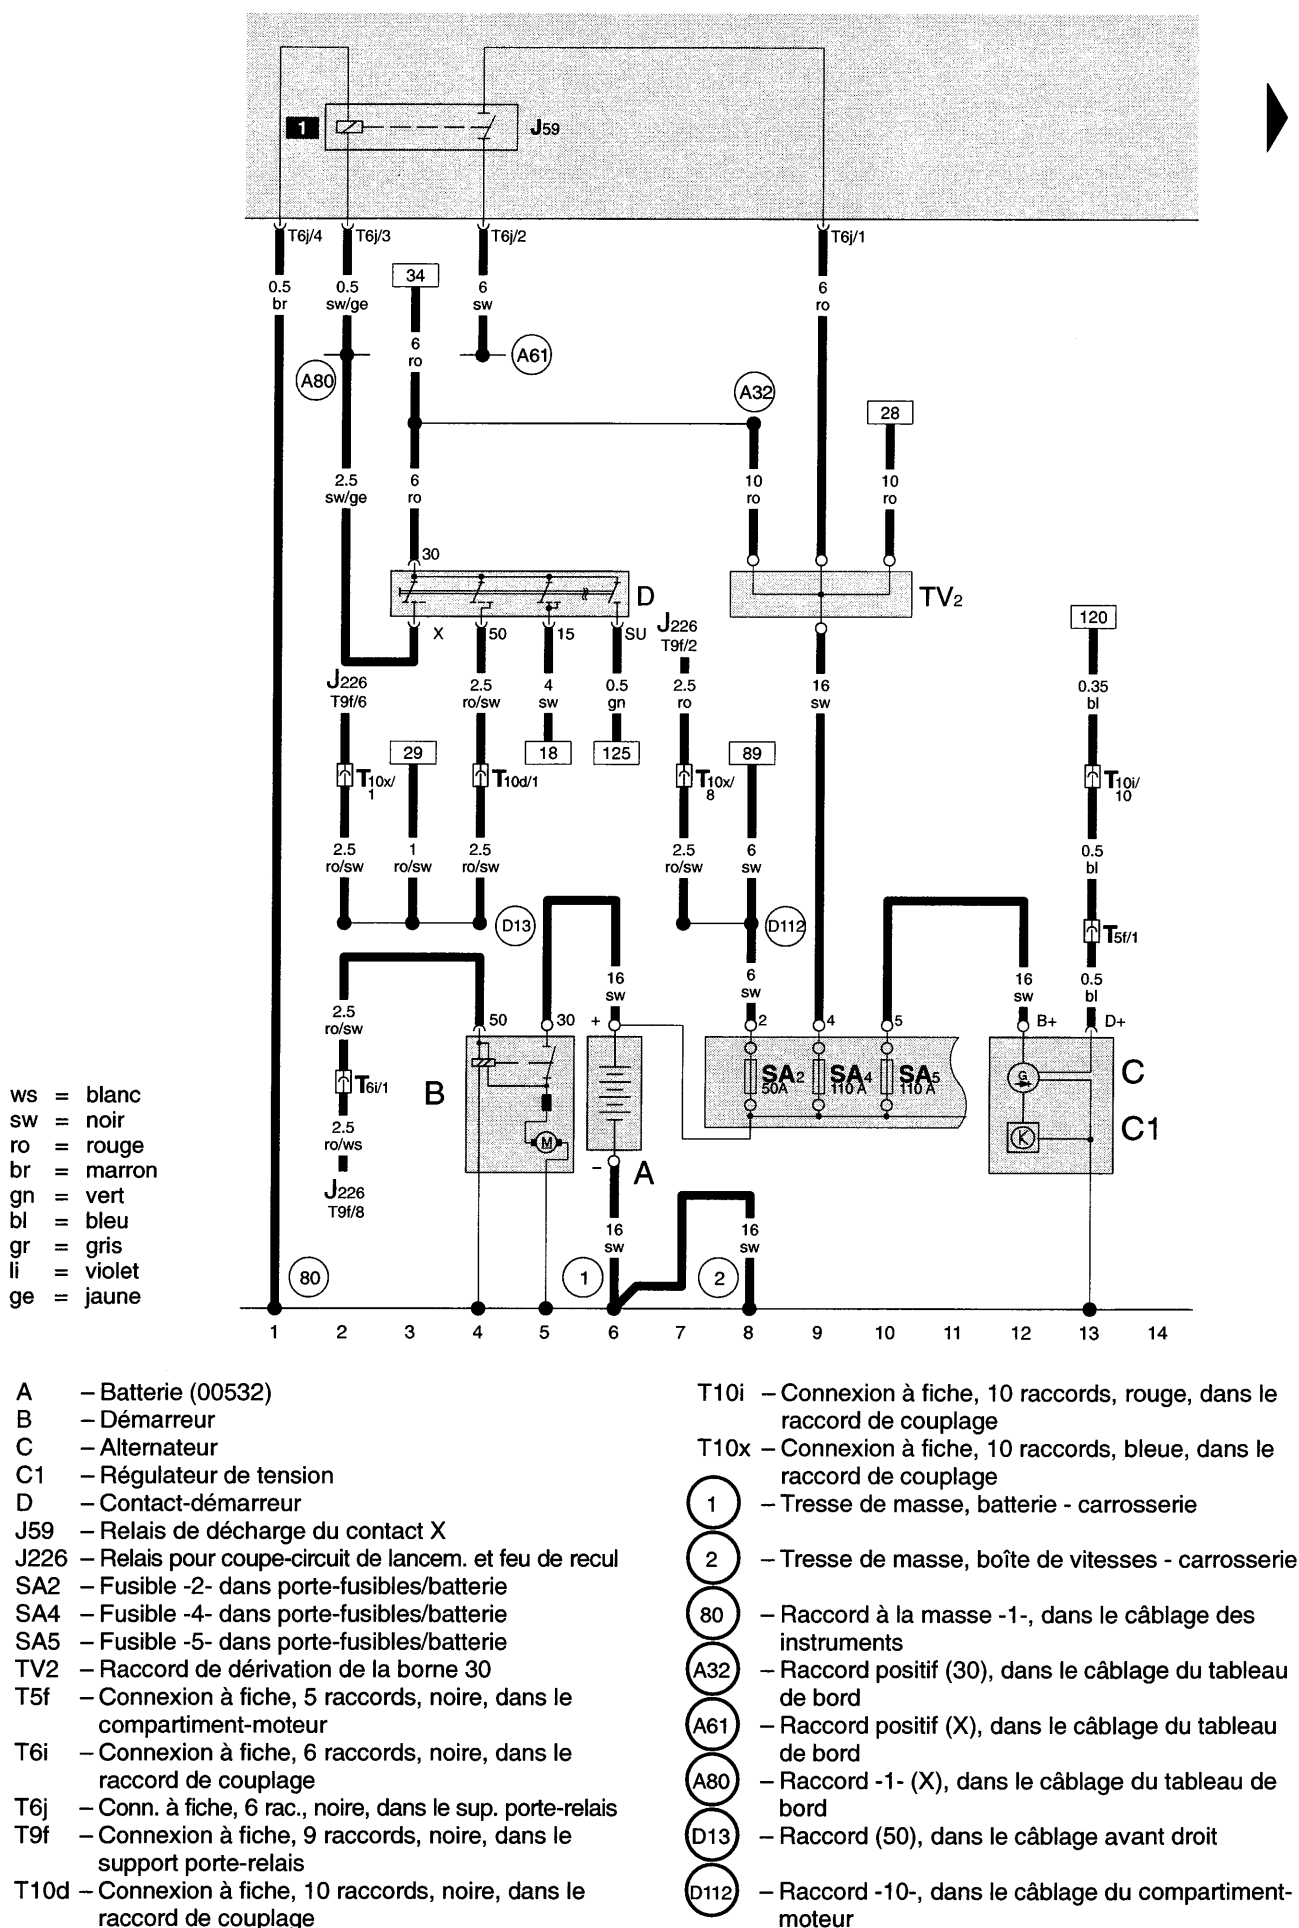 1
J59
T6j/4
T6j/3
T6j/2
T6j/1
0.5
br
0.5
sw/ge
34
6
sw
6
ro
6
ro
A61
A80
A32
28
2.5
sw/ge
6
ro
10
ro
10
ro
30
D
TV2
X
50
15
SU
J226
T9f/2
120
J226
T9f/6
2.5
ro/sw
4
sw
0.5
gn
2.5
ro
16
sw
0.35
bl
29
18
125
89
T10x/
1
T10d/1
T10x/
8
T10i/
10
2.5
ro/sw
1
ro/sw
2.5
ro/sw
2.5
ro/sw
6
sw
0.5
bl
D13
D112
T5f/1
16
sw
6
sw
16
sw
0.5
bl
2.5
ro/sw
50
30
+
2
4
5
B+
D+
SA2
50A
SA4
110 A
SA5
110 A
G
C
T6i/1
B
M
K
C1
2.5
ro/ws
–
A
J226
T9f/8
16
sw
16
sw
80
1
2
1 2 3 4 5 6 7 8 9 10 11 12 13 14
ws = blanc
sw = noir
ro = rouge
br = marron
gn = vert
bl = bleu
gr = gris
li = violet
ge = jaune
A – Batterie (00532)
B – Démarreur
C – Alternateur
C1 – Régulateur de tension
D – Contact-démarreur
J59 – Relais de décharge du contact X
J226 – Relais pour coupe-circuit de lancem. et feu de recul
SA2 – Fusible -2- dans porte-fusibles/batterie
SA4 – Fusible -4- dans porte-fusibles/batterie
SA5 – Fusible -5- dans porte-fusibles/batterie
TV2 – Raccord de dérivation de la borne 30
T5f – Connexion à fiche, 5 raccords, noire, dans le
compartiment-moteur
T6i – Connexion à fiche, 6 raccords, noire, dans le
raccord de couplage
T6j – Conn. à fiche, 6 rac., noire, dans le sup. porte-relais
T9f – Connexion à fiche, 9 raccords, noire, dans le
support porte-relais
T10d – Connexion à fiche, 10 raccords, noire, dans le
raccord de couplage
T10i – Connexion à fiche, 10 raccords, rouge, dans le
raccord de couplage
T10x – Connexion à fiche, 10 raccords, bleue, dans le
raccord de couplage
1 – Tresse de masse, batterie - carrosserie
2 – Tresse de masse, boîte de vitesses - carrosserie
80 – Raccord à la masse -1-, dans le câblage des
instruments
A32 – Raccord positif (30), dans le câblage du tableau
de bord
A61 – Raccord positif (X), dans le câblage du tableau
de bord
A80 – Raccord -1- (X), dans le câblage du tableau de
bord
D13 – Raccord (50), dans le câblage avant droit
D112 – Raccord -10-, dans le câblage du compartiment-
moteur